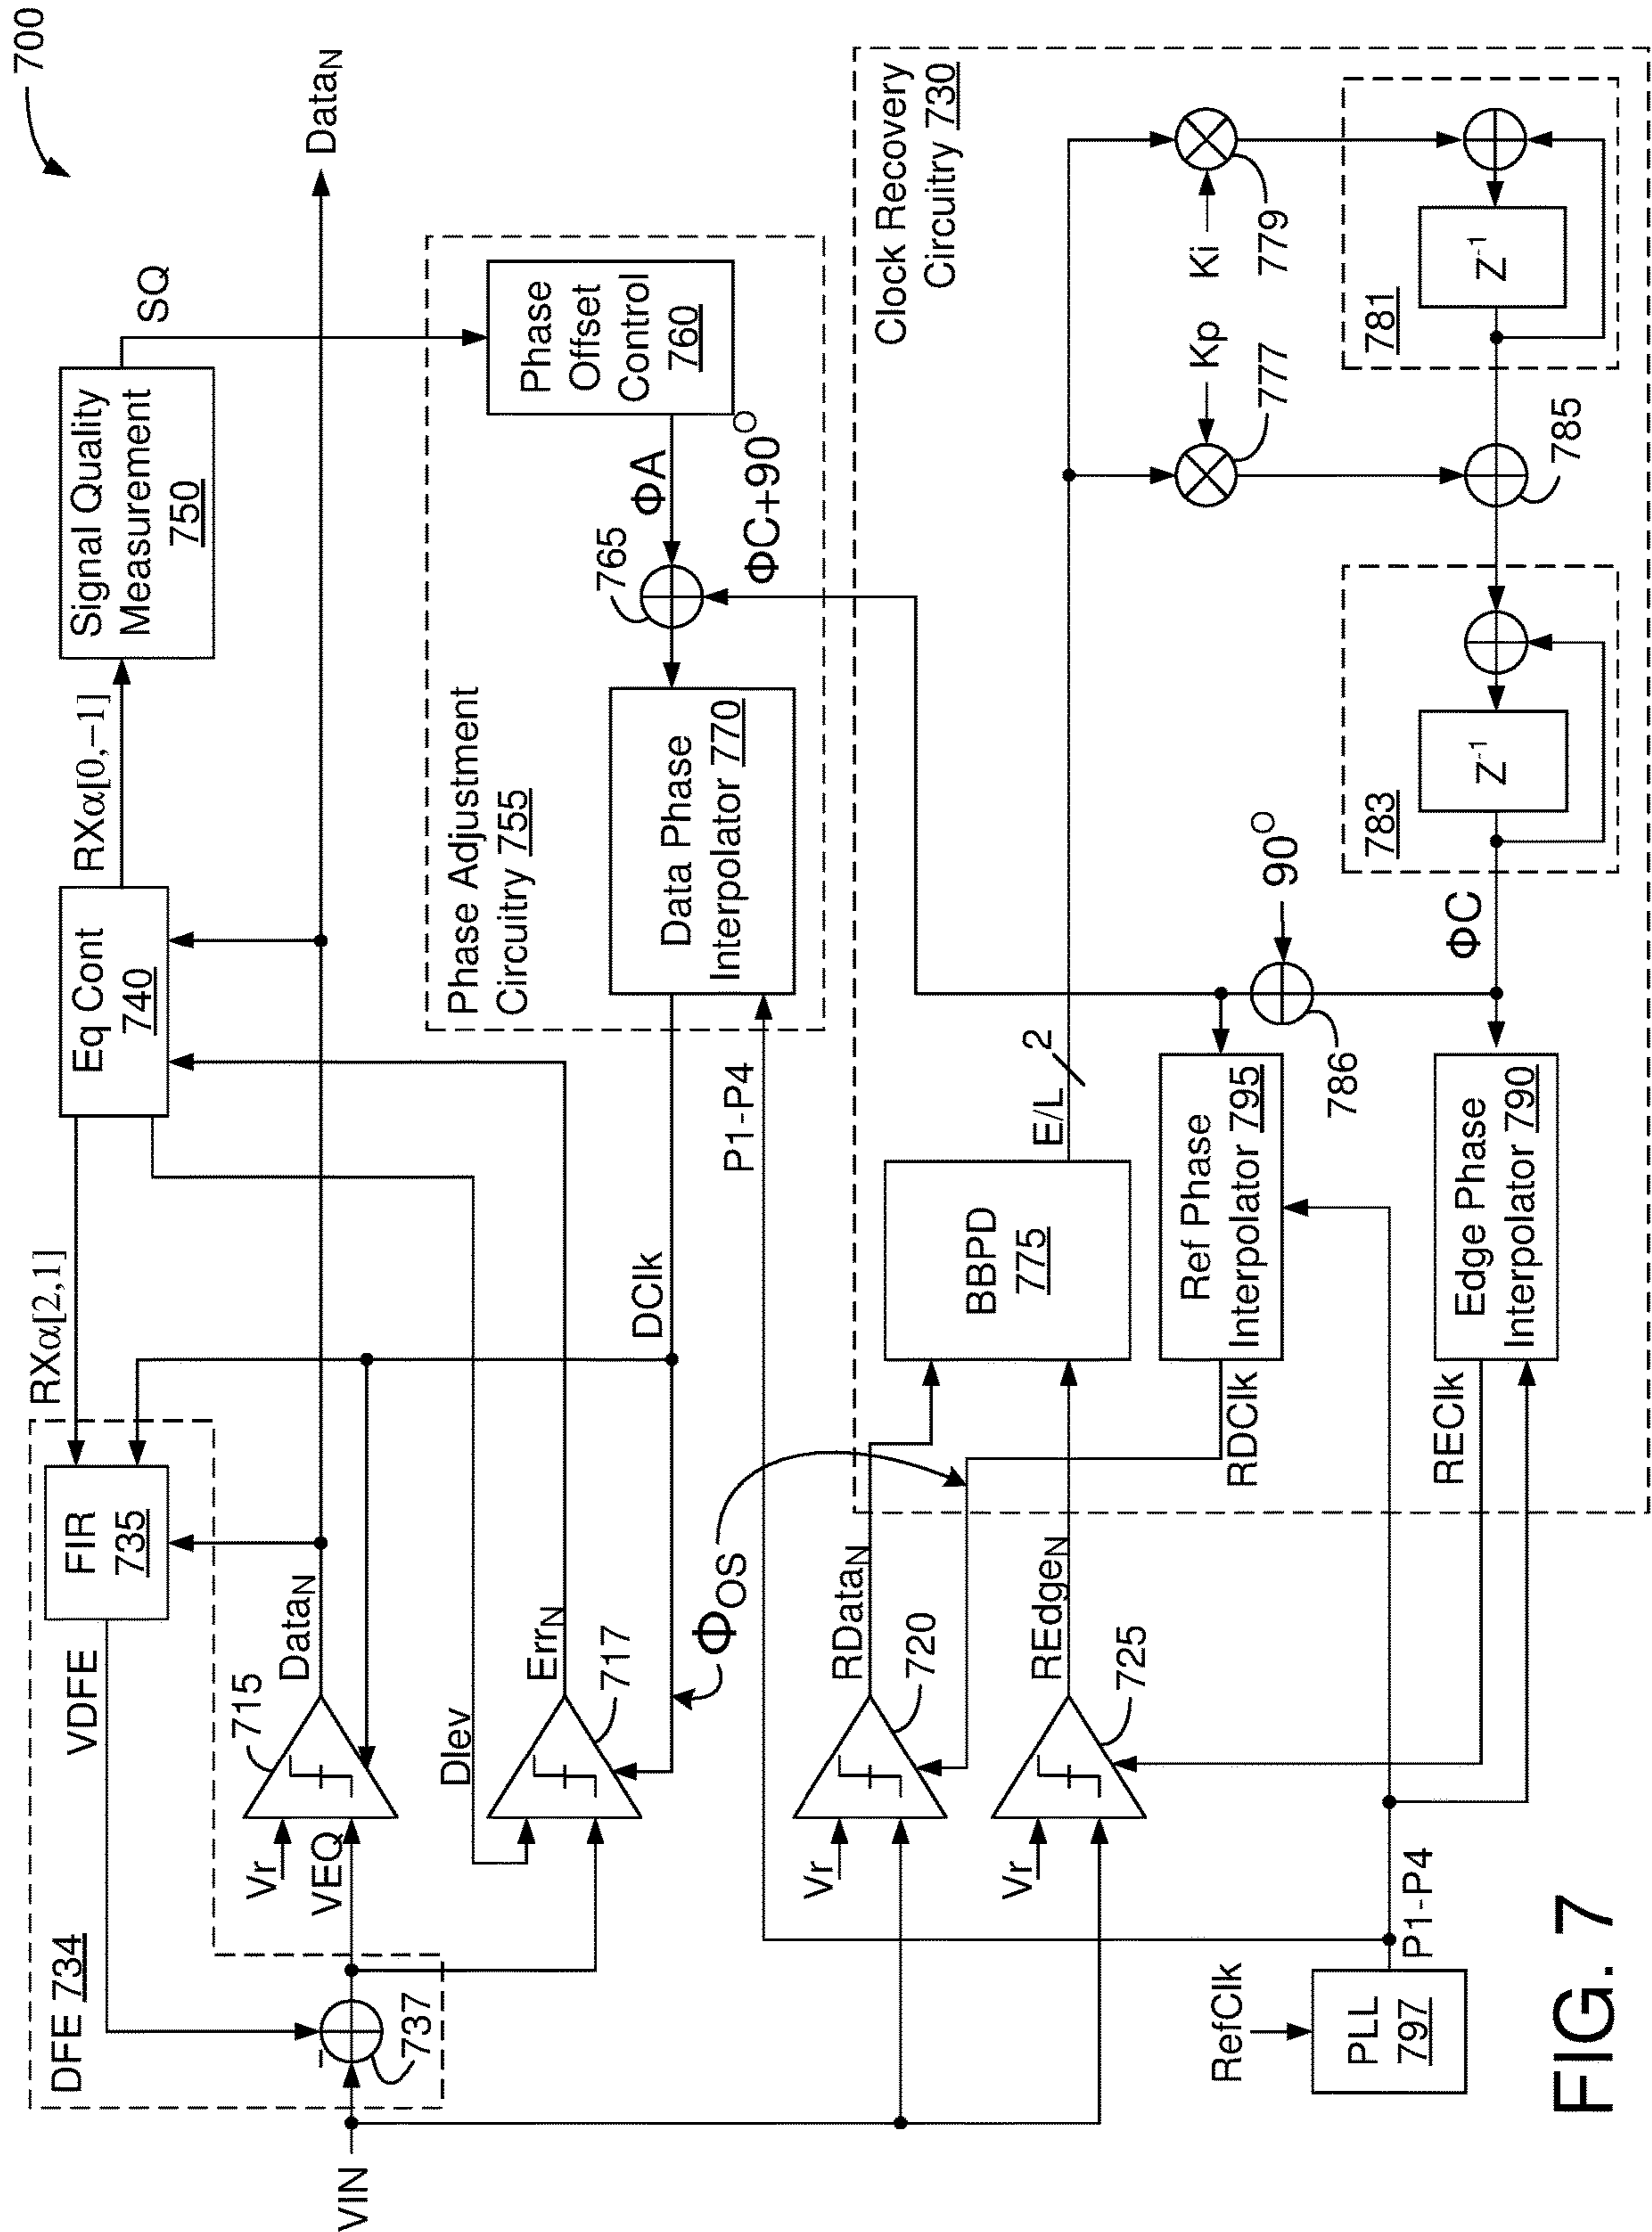 700
DFE 734
VDFE
FIR
735
RXα[2,1]
Eq Cont
740
RXα[0,–1]
Signal Quality
Measurement
750
SQ
VIN
737
Vr
VEQ
715
DataN
DataN
Dlev
717
ErrN
DClk
Phase Adjustment
Circuitry 755
Data Phase
Interpolator 770
765
ΦA
ΦC+90°
Phase
Offset
Control
760
P1-P4
ΦOS
Vr
720
RDataN
Vr
725
REdgeN
Clock Recovery
Circuitry 730
BBPD
775
E/L
2
RDClk
Ref Phase
Interpolator 795
786
90°
REClk
Edge Phase
Interpolator 790
ΦC
783
Z-1
785
777
Kp
Ki
779
781
Z-1
RefClk
PLL
797
P1-P4
FIG. 7